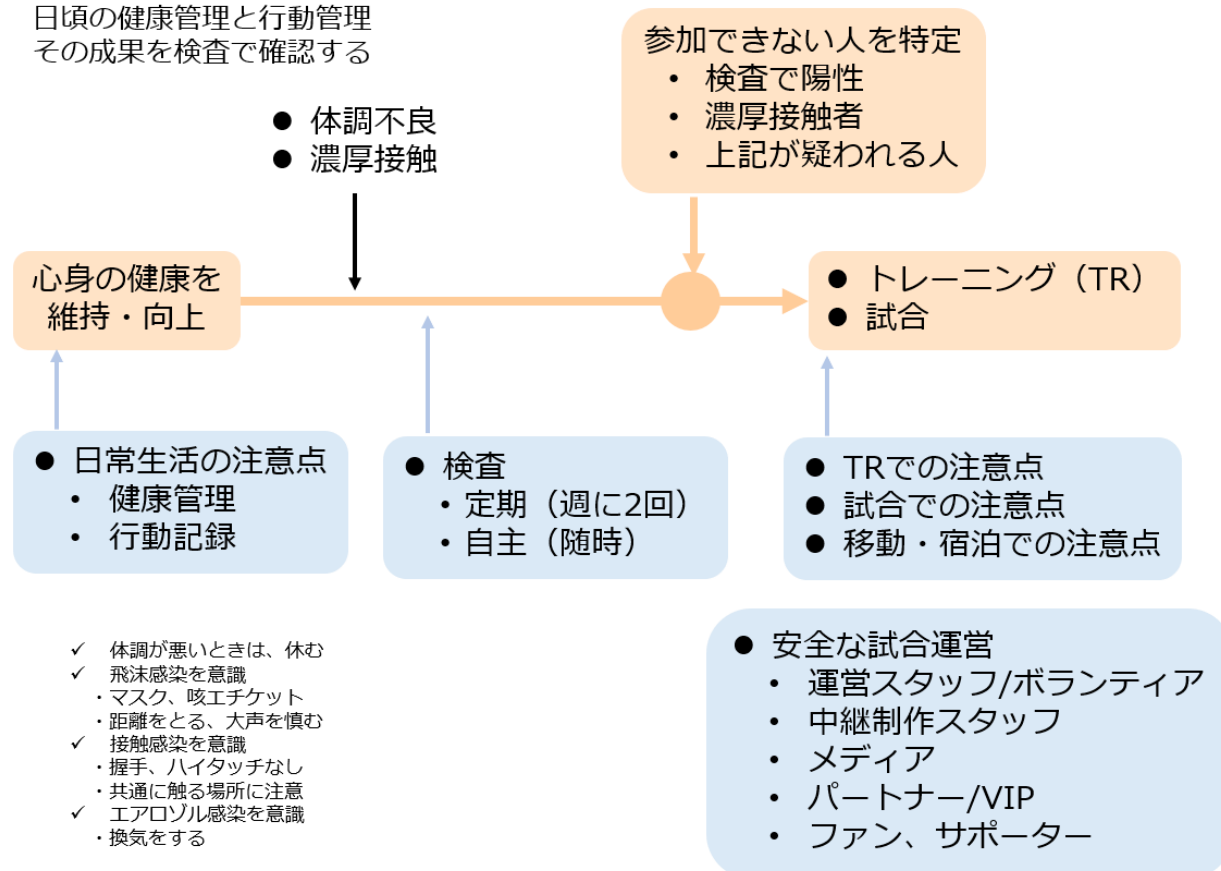 日頃の健康管理と行動管理
その成果を検査で確認する
参加できない人を特定
• 検査で陽性
• 濃厚接触者
• 上記が疑われる人
● 体調不良
● 濃厚接触
心身の健康を
維持・向上
● トレーニング（TR）
● 試合
● 日常生活の注意点
• 健康管理
• 行動記録
● 検査
・定期（週に2回）
・自主（随時）
● TRでの注意点
● 試合での注意点
● 移動・宿泊での注意点
✓ 体調が悪いときは、休む
✓ 飛沫感染を意識
・マスク、咳エチケット
・距離をとる、大声を慎む
✓ 接触感染を意識
・握手、ハイタッチなし
・共通に触る場所に注意
✓ エアロゾル感染を意識
・換気をする
● 安全な試合運営
• 運営スタッフ/ボランティア
• 中継制作スタッフ
• メディア
• パートナー/VIP
• ファン、サポーター